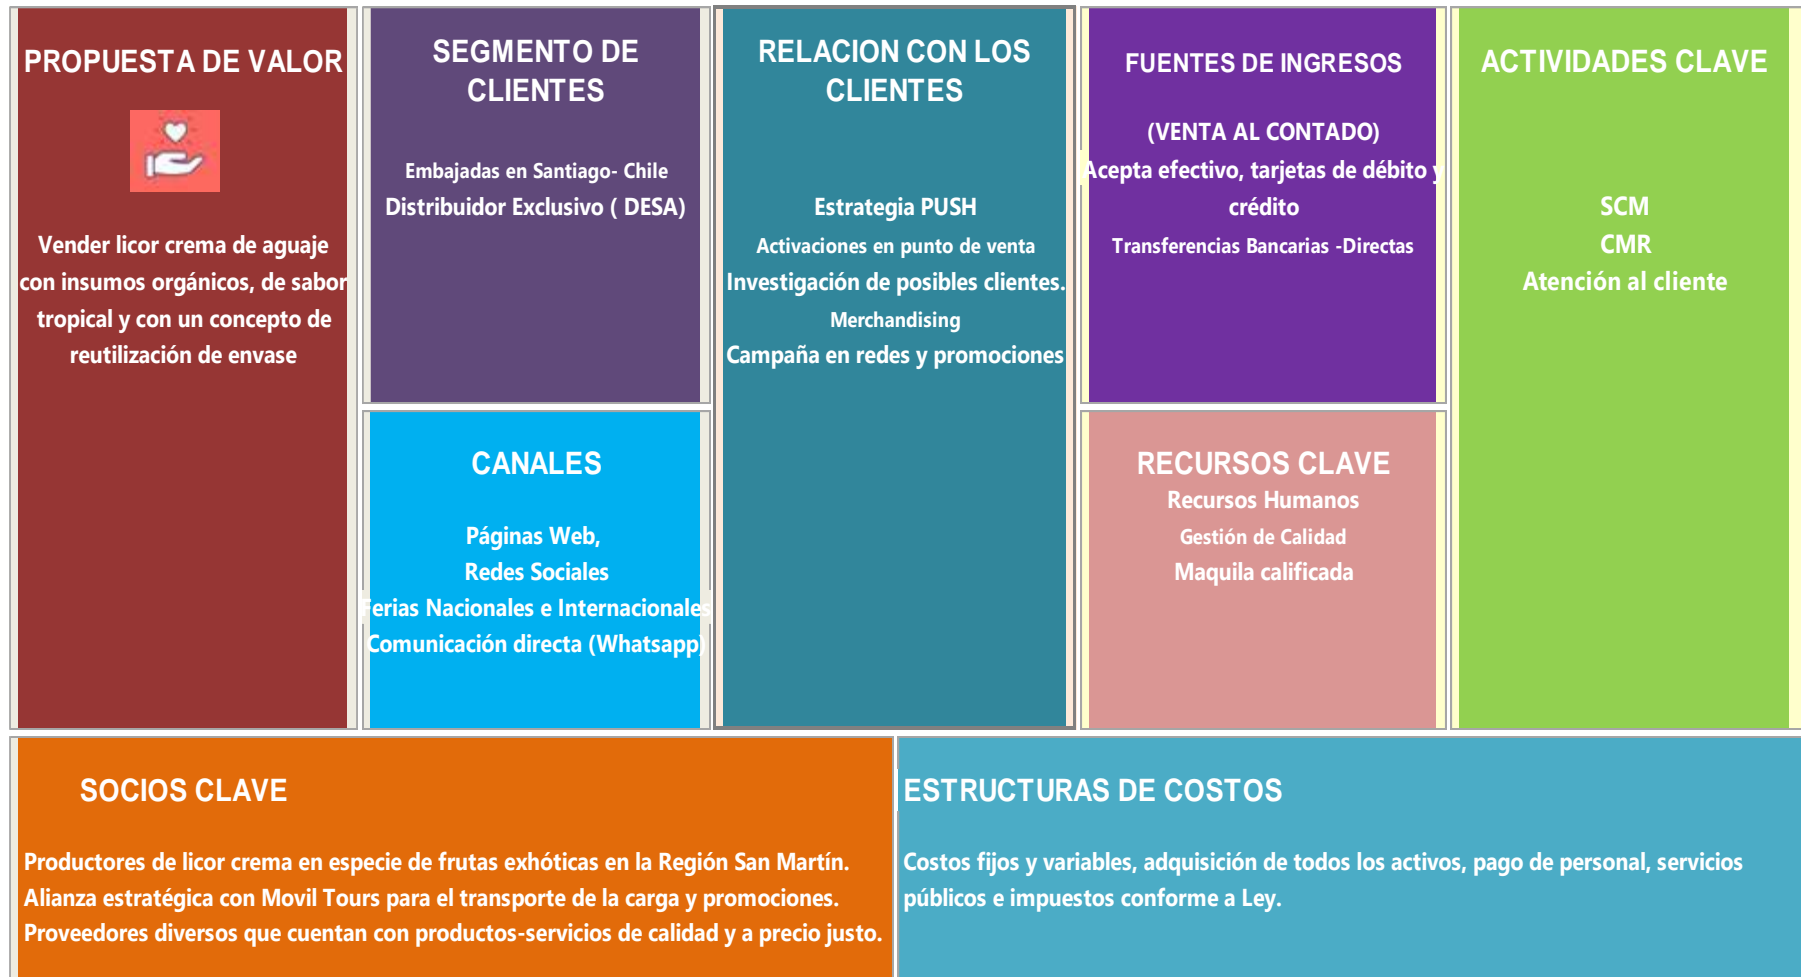 PROPUESTA DE VALOR
Vender licor crema de aguaje
con insumos orgánicos, de sabor
tropical y con un concepto de
reutilización de envase
SEGMENTO DE
CLIENTES
Embajadas en Santiago- Chile
Distribuidor Exclusivo ( DESA)
CANALES
Páginas Web,
Redes Sociales
Ferias Nacionales e Internacionales
Comunicación directa (Whatsapp)
RELACION CON LOS
CLIENTES
Estrategia PUSH
Activaciones en punto de venta
Investigación de posibles clientes.
Merchandising
Campaña en redes y promociones
FUENTES DE INGRESOS
(VENTA AL CONTADO)
Acepta efectivo, tarjetas de débito y
crédito
Transferencias Bancarias -Directas
RECURSOS CLAVE
Recursos Humanos
Gestión de Calidad
Maquila calificada
ACTIVIDADES CLAVE
SCM
CMR
Atención al cliente
SOCIOS CLAVE
Productores de licor crema en especie de frutas exhóticas en la Región San Martín.
Alianza estratégica con Movil Tours para el transporte de la carga y promociones.
Proveedores diversos que cuentan con productos-servicios de calidad y a precio justo.
ESTRUCTURAS DE COSTOS
Costos fijos y variables, adquisición de todos los activos, pago de personal, servicios
públicos e impuestos conforme a Ley.